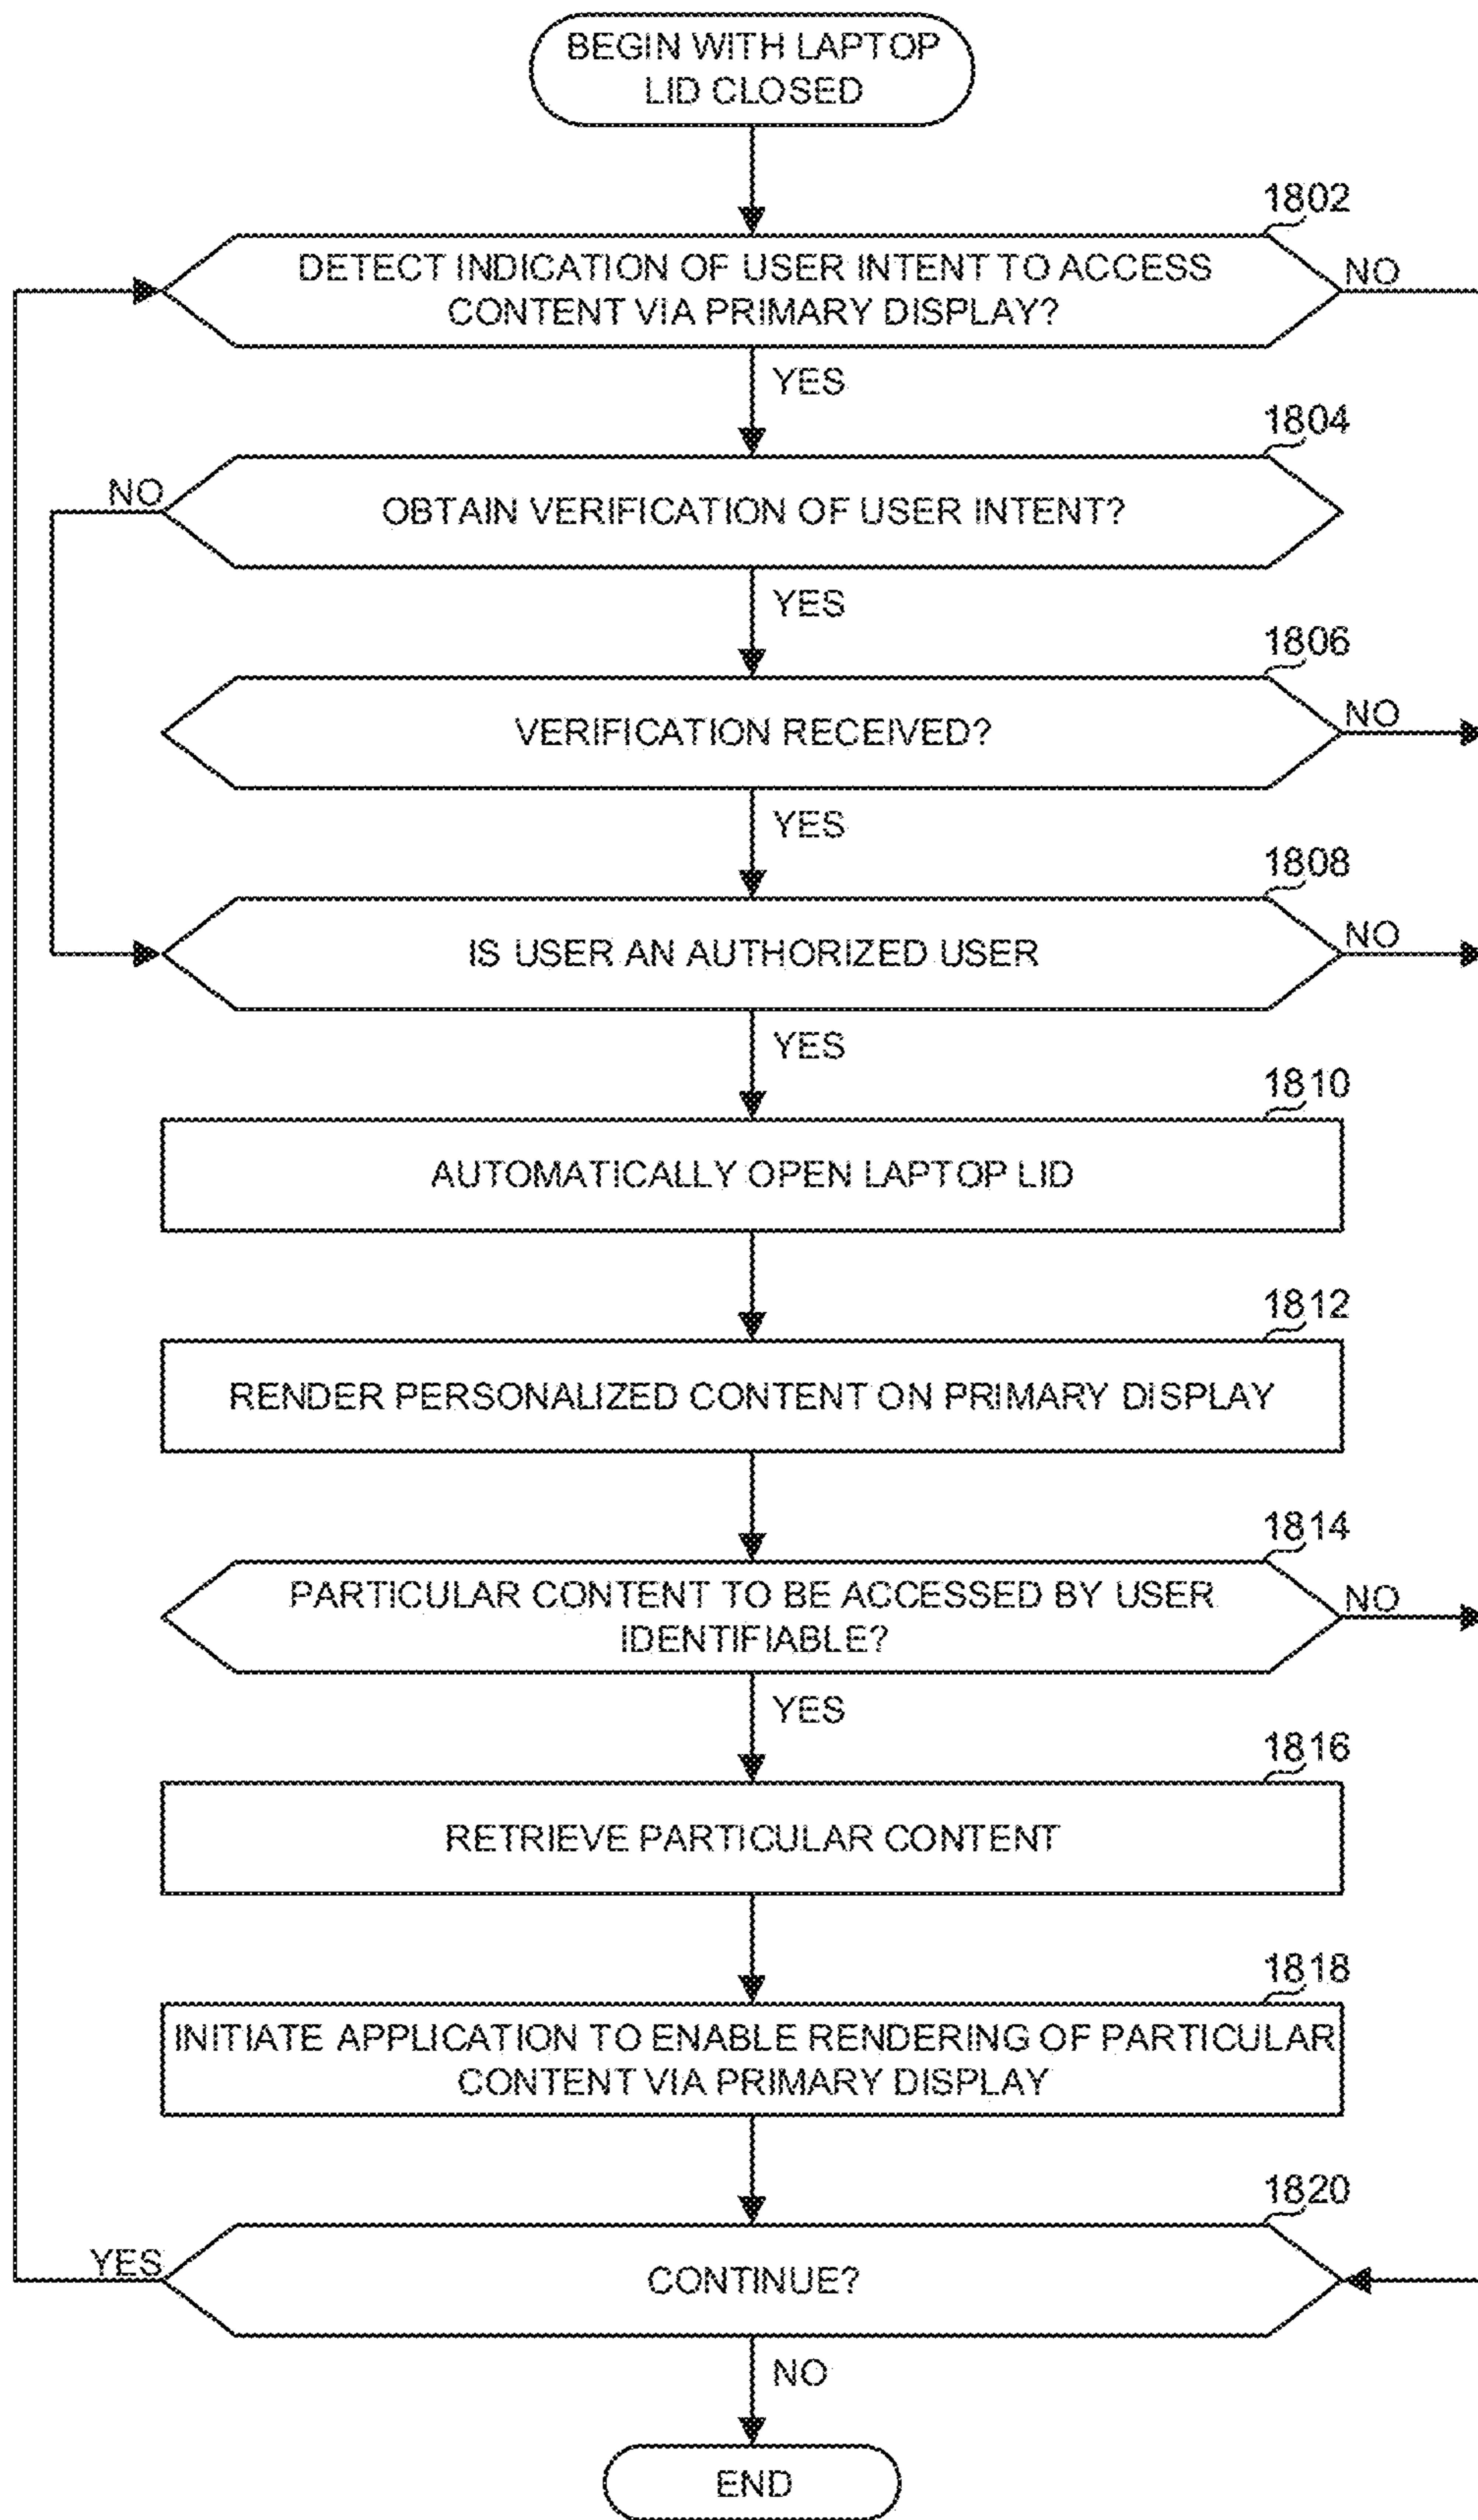 BEGIN WITH LAPTOP
LID CLOSED
1802
DETECT INDICATION OF USER INTENT TO ACCESS
CONTENT VIA PRIMARY DISPLAY?
NO
YES
1804
NO
OBTAIN VERIFICATION OF USER INTENT?
YES
1806
VERIFICATION RECEIVED?
NO
YES
1808
IS USER AN AUTHORIZED USER
NO
YES
1810
AUTOMATICALLY OPEN LAPTOP LID
1812
RENDER PERSONALIZED CONTENT ON PRIMARY DISPLAY
1814
PARTICULAR CONTENT TO BE ACCESSED BY USER
IDENTIFIABLE?
NO
YES
1816
RETRIEVE PARTICULAR CONTENT
1818
INITIATE APPLICATION TO ENABLE RENDERING OF PARTICULAR
CONTENT VIA PRIMARY DISPLAY
1820
YES
CONTINUE?
NO
END